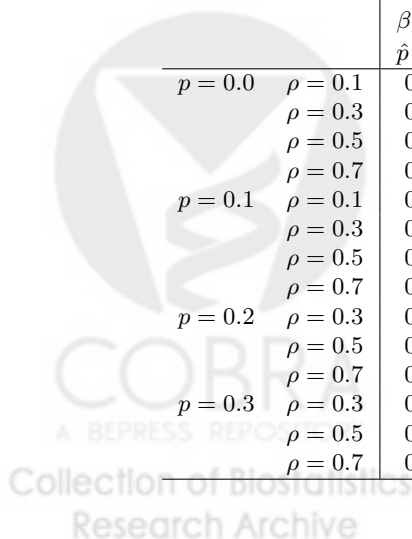 β
p̂
p = 0.0 ρ = 0.1 0
ρ = 0.3 0
ρ = 0.5 0
ρ = 0.7 0
p = 0.1 ρ = 0.1 0
ρ = 0.3 0
ρ = 0.5 0
ρ = 0.7 0
p = 0.2 ρ = 0.3 0
ρ = 0.5 0
ρ = 0.7 0
p = 0.3 ρ = 0.3 0
ρ = 0.5 0
ρ = 0.7 0
COBRA
A BEPRESS REPOSITORY
Collection of Biostatistics
Research Archive